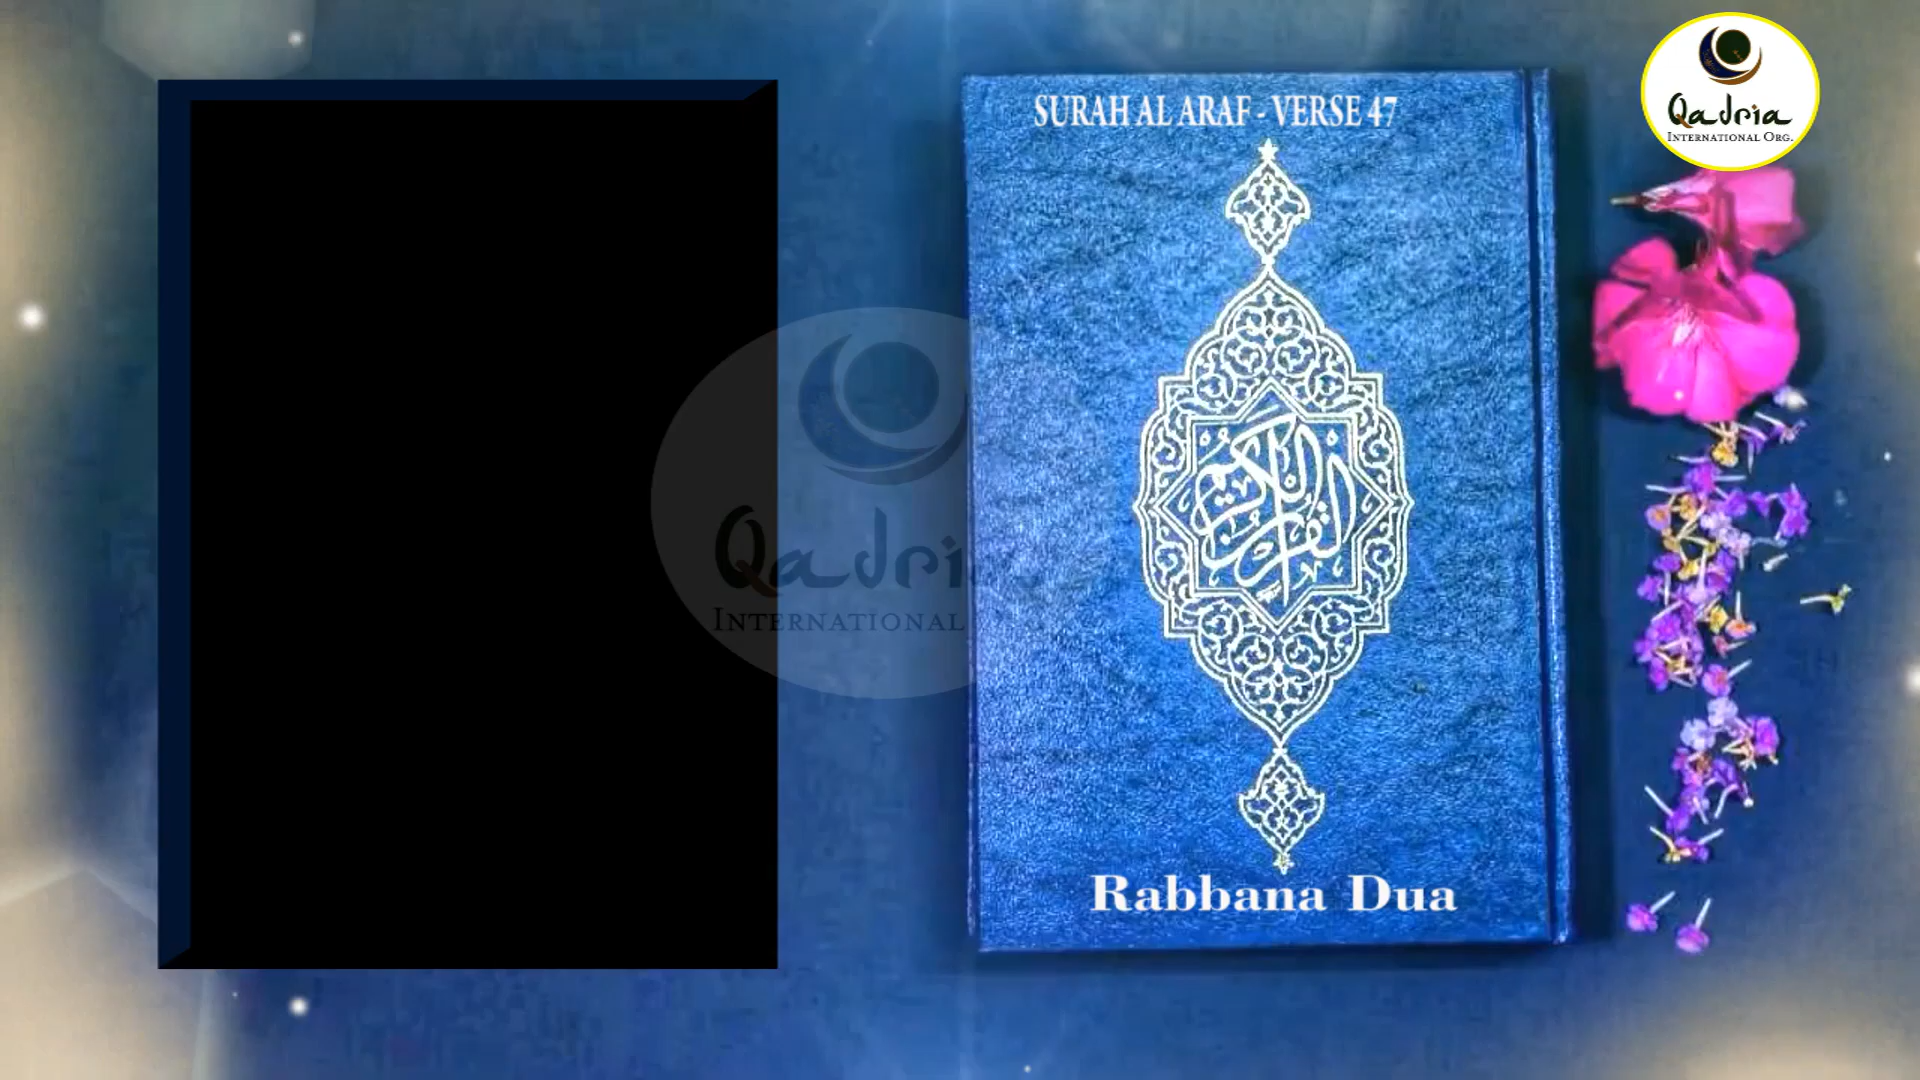 Qadria
INTERNATIONAL ORG.
SURAH AL ARAF - VERSE 47
القرآن الكريم
Rabbana Dua
Qadria
INTERNATIONAL